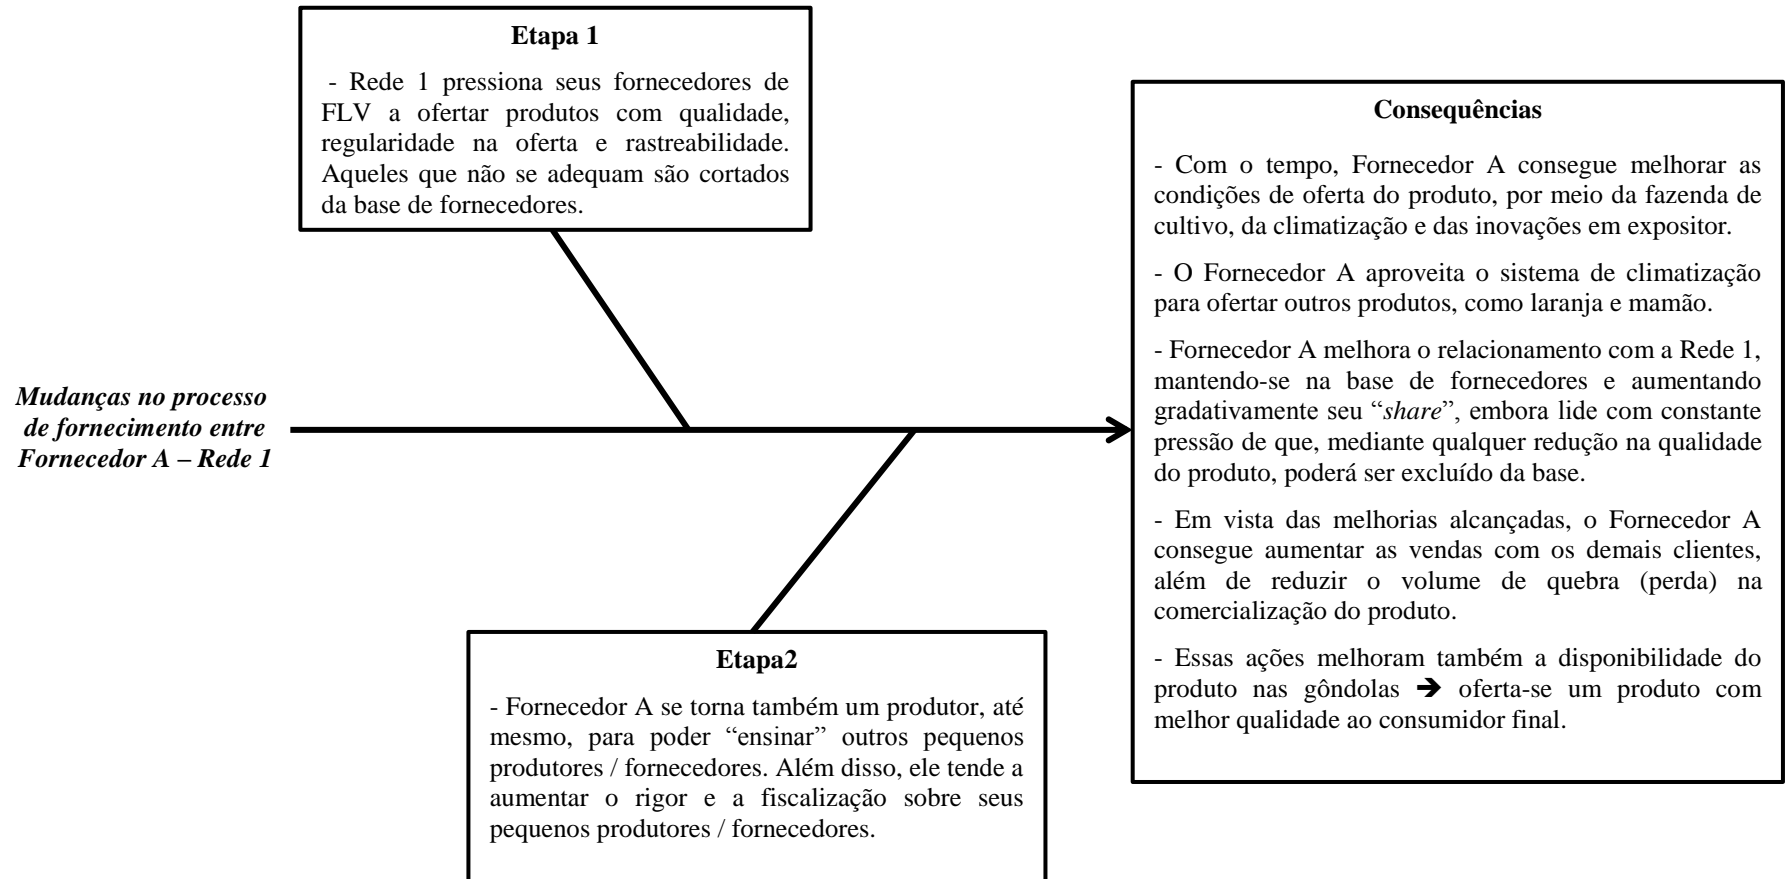 Etapa 1
- Rede 1 pressiona seus fornecedores de
FLV a ofertar produtos com qualidade,
regularidade na oferta e rastreabilidade.
Aqueles que não se adequam são cortados
da base de fornecedores.
Mudanças no processo
de fornecimento entre
Fornecedor A – Rede 1
Etapa2
- Fornecedor A se torna também um produtor, até
mesmo, para poder “ensinar” outros pequenos
produtores / fornecedores. Além disso, ele tende a
aumentar o rigor e a fiscalização sobre seus
pequenos produtores / fornecedores.
Consequências
- Com o tempo, Fornecedor A consegue melhorar as
condições de oferta do produto, por meio da fazenda de
cultivo, da climatização e das inovações em expositor.
- O Fornecedor A aproveita o sistema de climatização
para ofertar outros produtos, como laranja e mamão.
- Fornecedor A melhora o relacionamento com a Rede 1,
mantendo-se na base de fornecedores e aumentando
gradativamente seu “share”, embora lide com constante
pressão de que, mediante qualquer redução na qualidade
do produto, poderá ser excluído da base.
- Em vista das melhorias alcançadas, o Fornecedor A
consegue aumentar as vendas com os demais clientes,
além de reduzir o volume de quebra (perda) na
comercialização do produto.
- Essas ações melhoram também a disponibilidade do
produto nas gôndolas ➔ oferta-se um produto com
melhor qualidade ao consumidor final.